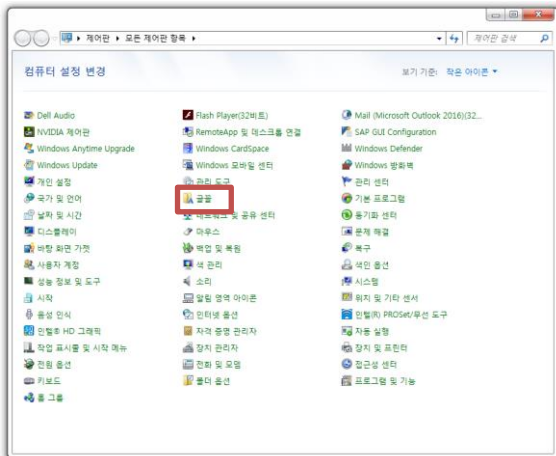 제어판 ▸ 모든 제어판 항목 ▸
제어판 검색
컴퓨터 설정 변경
보기 기준: 작은 아이콘 ▼
Dell Audio
Flash Player(32비트)
Mail (Microsoft Outlook 2016)(32...
NVIDIA 제어판
RemoteApp 및 데스크톱 연결
SAP GUI Configuration
Windows Anytime Upgrade
Windows CardSpace
Windows Defender
Windows Update
Windows 모바일 센터
Windows 방화벽
개인 설정
관리 도구
관리 센터
국가 및 언어
글꼴
기본 프로그램
날짜 및 시간
네트워크 및 공유 센터
동기화 센터
디스플레이
마우스
문제 해결
바탕 화면 가젯
백업 및 복원
복구
사용자 계정
색 관리
색인 옵션
성능 정보 및 도구
소리
시스템
시작
알림 영역 아이콘
위치 및 기타 센서
음성 인식
인터넷 옵션
인텔(R) PROSet/무선 도구
인텔® HD 그래픽
자격 증명 관리자
자동 실행
작업 표시줄 및 시작 메뉴
장치 관리자
장치 및 프린터
전원 옵션
전화 및 모뎀
접근성 센터
키보드
폴더 옵션
프로그램 및 기능
홈 그룹